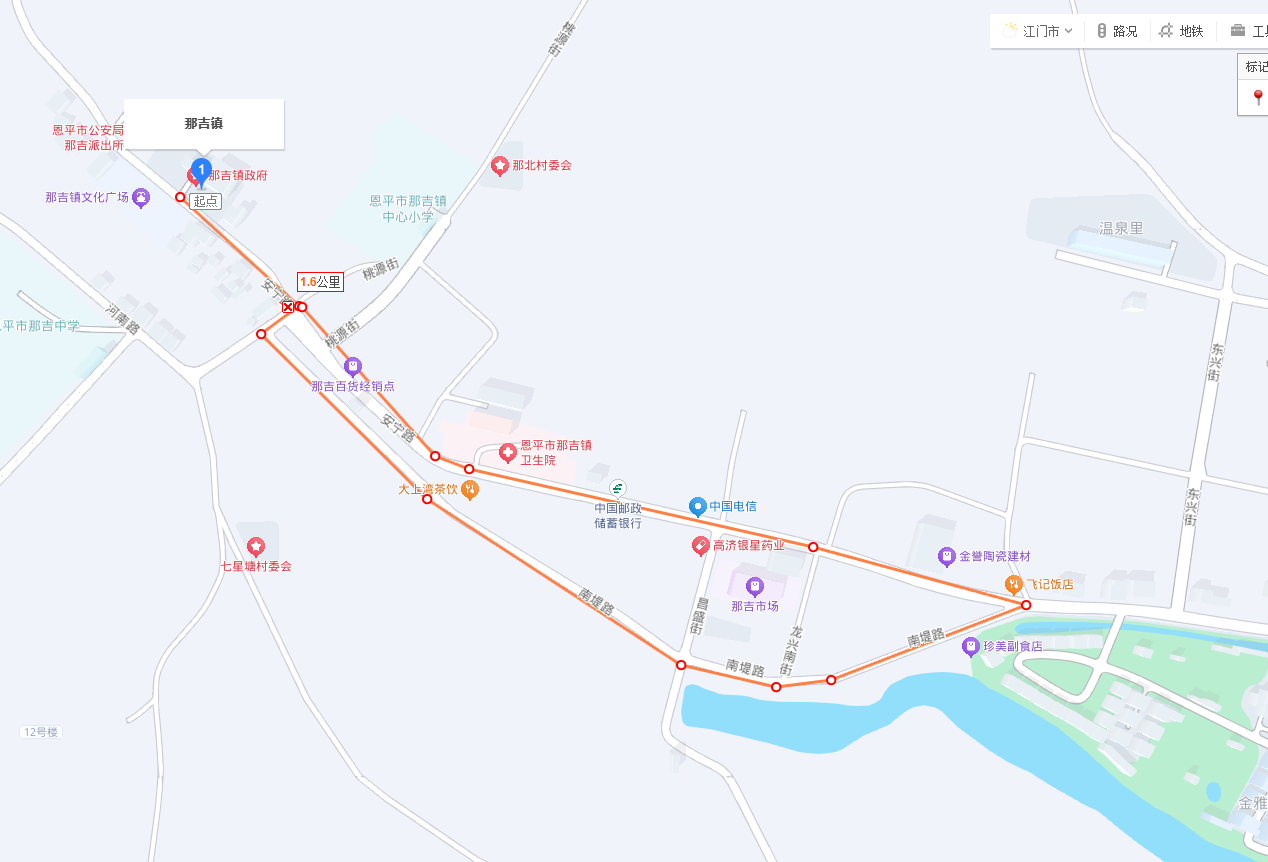 桃源街
江门市
路况
地铁
标记
那吉镇
恩平市公安局
那吉派出所
1
那吉镇政府
那北村委会
那吉镇文化广场
起点
恩平市那吉镇
中心小学
温泉里
桃源街
1.6公里
安宁路
河南路
平市那吉中学
桃源街
东兴街
那吉百货经销点
安宁路
恩平市那吉镇
卫生院
大上湾茶饮
中国邮政
储蓄银行
中国电信
东兴街
高济银星药业
金誉陶瓷建材
七星塘村委会
飞记饭店
那吉市场
南堤路
昌盛街
龙兴南街
南堤路
珍美副食店
南堤路
12号楼
金雅